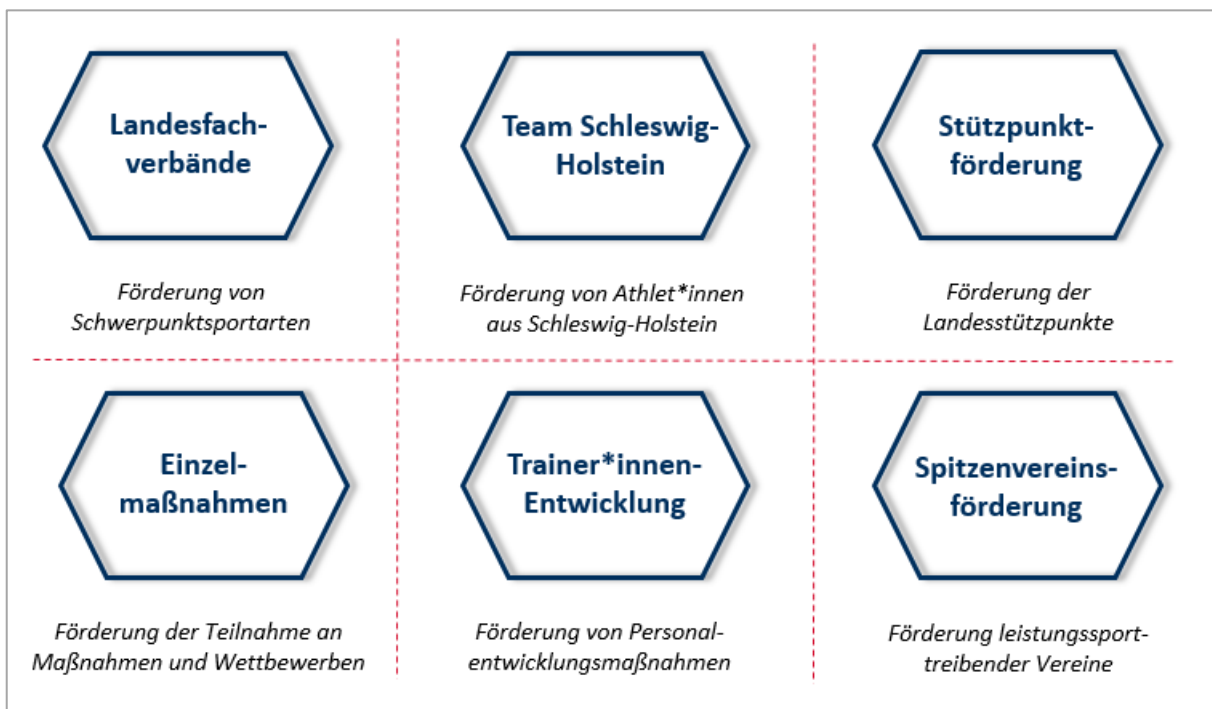 Landesfach-
verbände
Förderung von
Schwerpunktsportarten
Team Schleswig-
Holstein
Förderung von Athlet*innen
aus Schleswig-Holstein
Stützpunkt-
förderung
Förderung der
Landesstützpunkte
Einzel-
maßnahmen
Förderung der Teilnahme an
Maßnahmen und Wettbewerben
Trainer*innen-
Entwicklung
Förderung von Personal-
entwicklungsmaßnahmen
Spitzenvereins-
förderung
Förderung leistungssport-
treibender Vereine